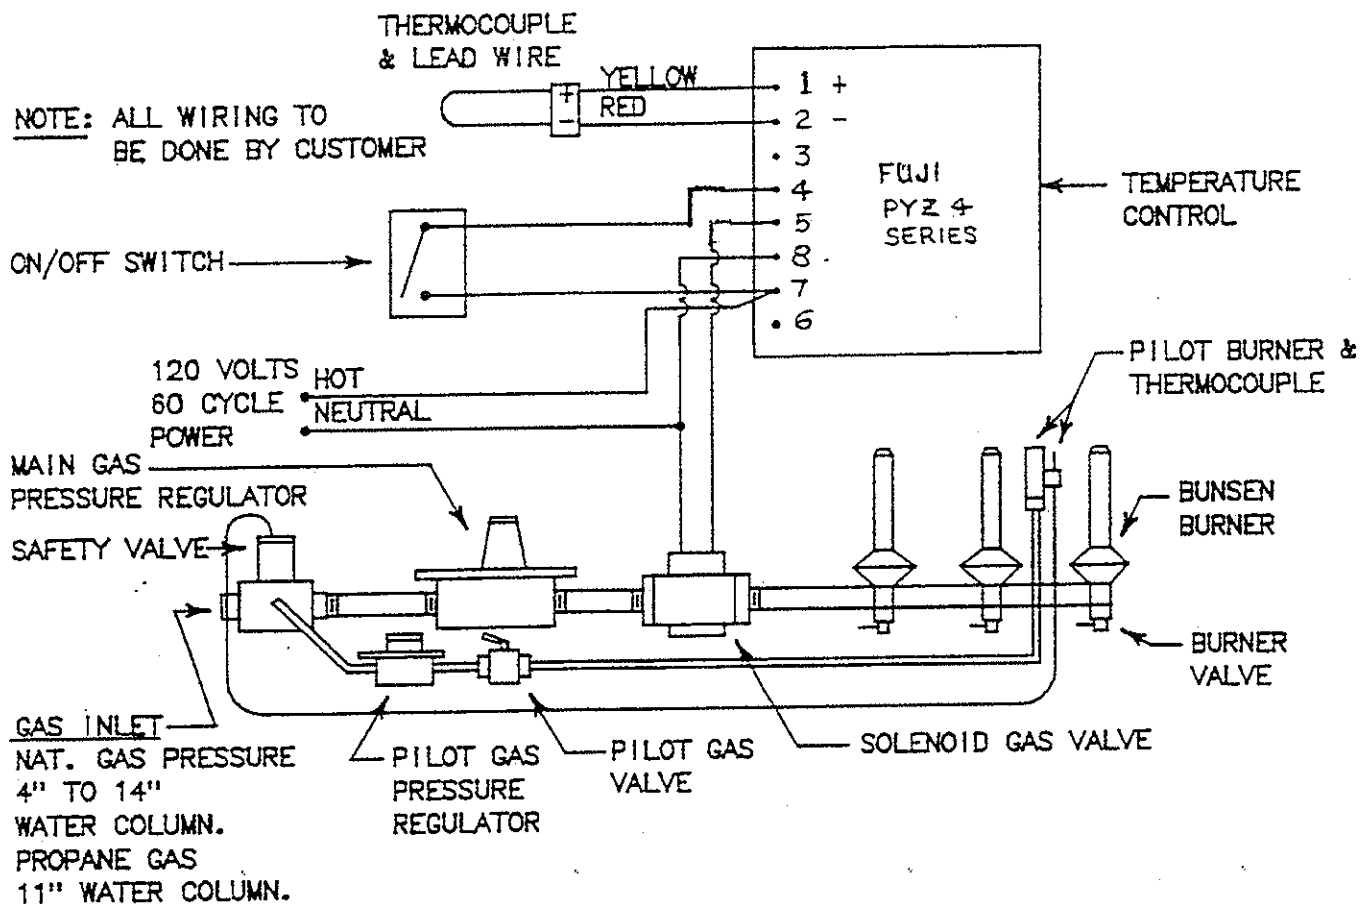 THERMOCOUPLE
& LEAD WIRE
YELLOW
RED
+
−
NOTE: ALL WIRING TO
BE DONE BY CUSTOMER
1 +
2 −
3
4
5
8
7
6
FUJI
PYZ 4
SERIES
TEMPERATURE
CONTROL
ON/OFF SWITCH
120 VOLTS
60 CYCLE
POWER
HOT
NEUTRAL
PILOT BURNER &
THERMOCOUPLE
MAIN GAS
PRESSURE REGULATOR
SAFETY VALVE
BUNSEN
BURNER
BURNER
VALVE
GAS INLET
NAT. GAS PRESSURE
4" TO 14"
WATER COLUMN.
PROPANE GAS
11" WATER COLUMN.
PILOT GAS
PRESSURE
REGULATOR
PILOT GAS
VALVE
SOLENOID GAS VALVE